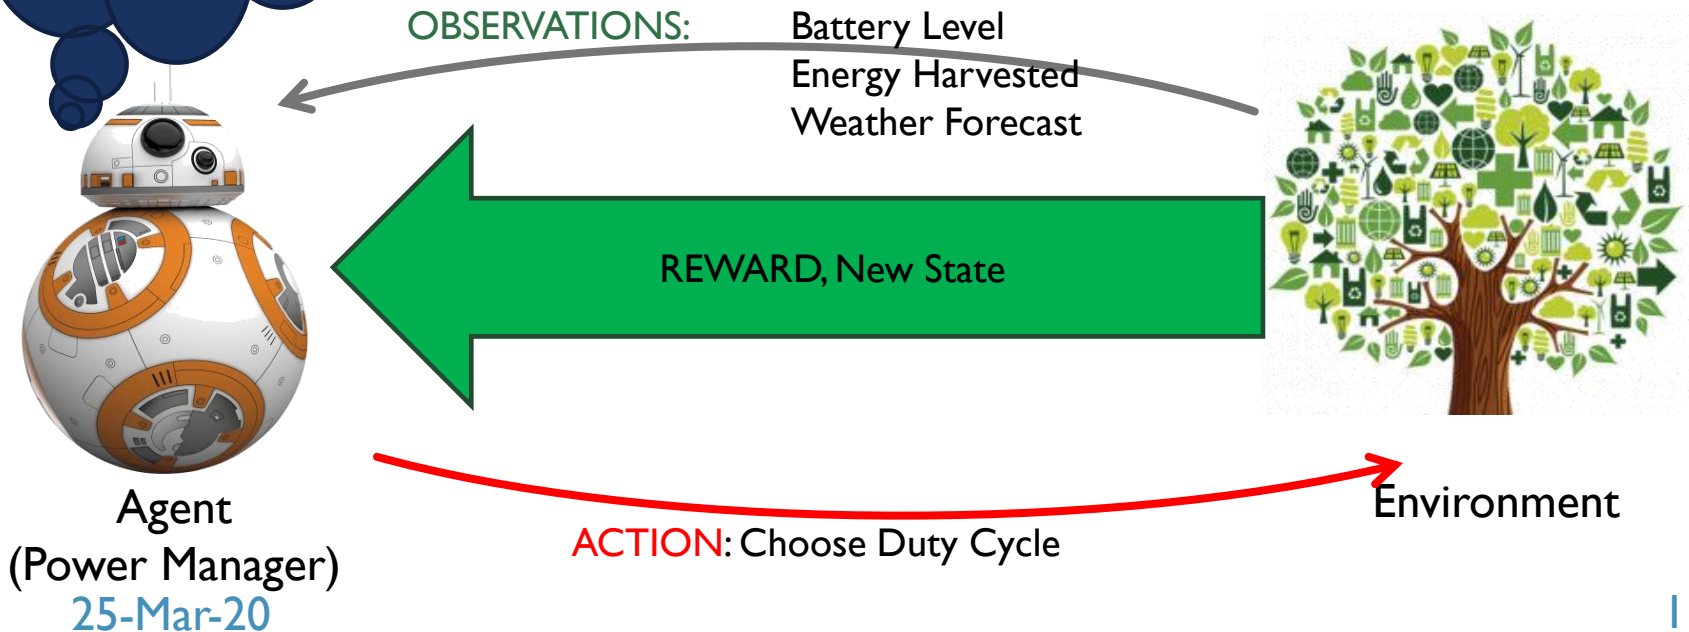 OBSERVATIONS: Battery Level
Energy Harvested
Weather Forecast
REWARD, New State
Agent
(Power Manager)
Environment
ACTION: Choose Duty Cycle
25-Mar-20
1